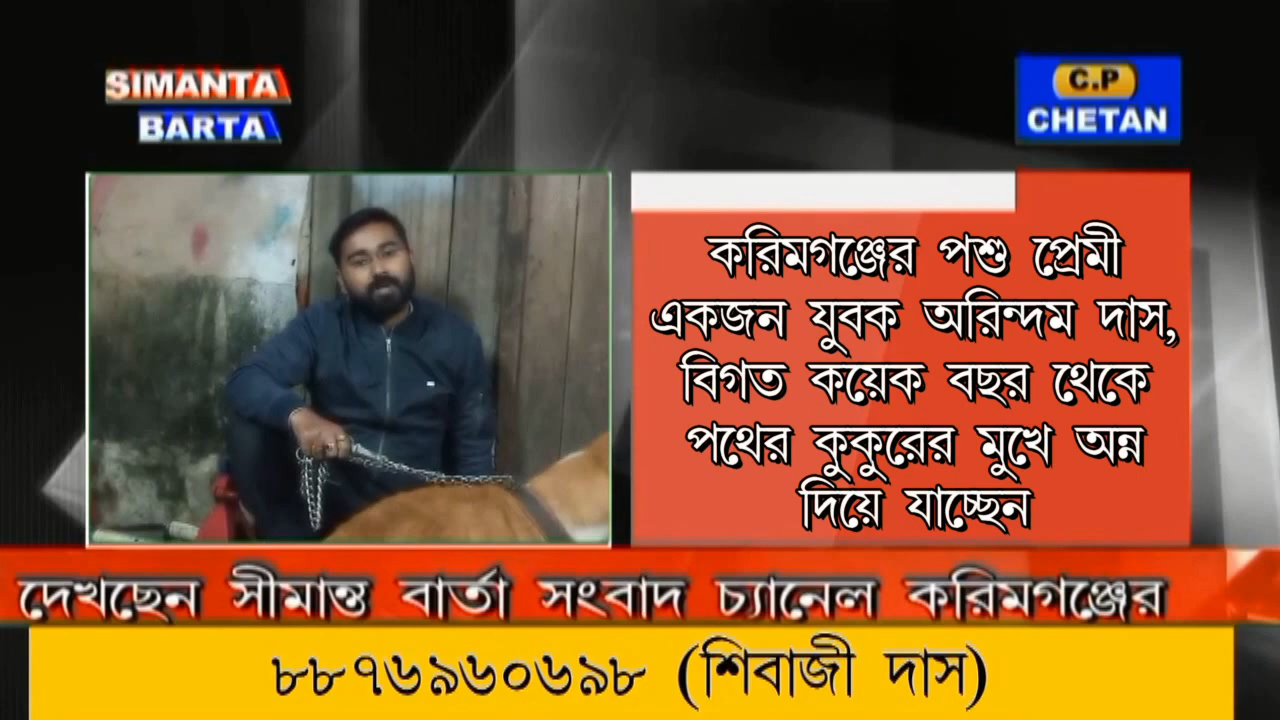 SIMANTA
BARTA
C.P
CHETAN
করিমগঞ্জের পশু প্রেমী
একজন যুবক অরিন্দম দাস,
বিগত কয়েক বছর থেকে
পথের কুকুরের মুখে অন্ন
দিয়ে যাচ্ছেন
দেখছেন সীমান্ত বার্তা সংবাদ চ্যানেল করিমগঞ্জের
৮৮৭৬৯৬০৬৯৮ (শিবাজী দাস)